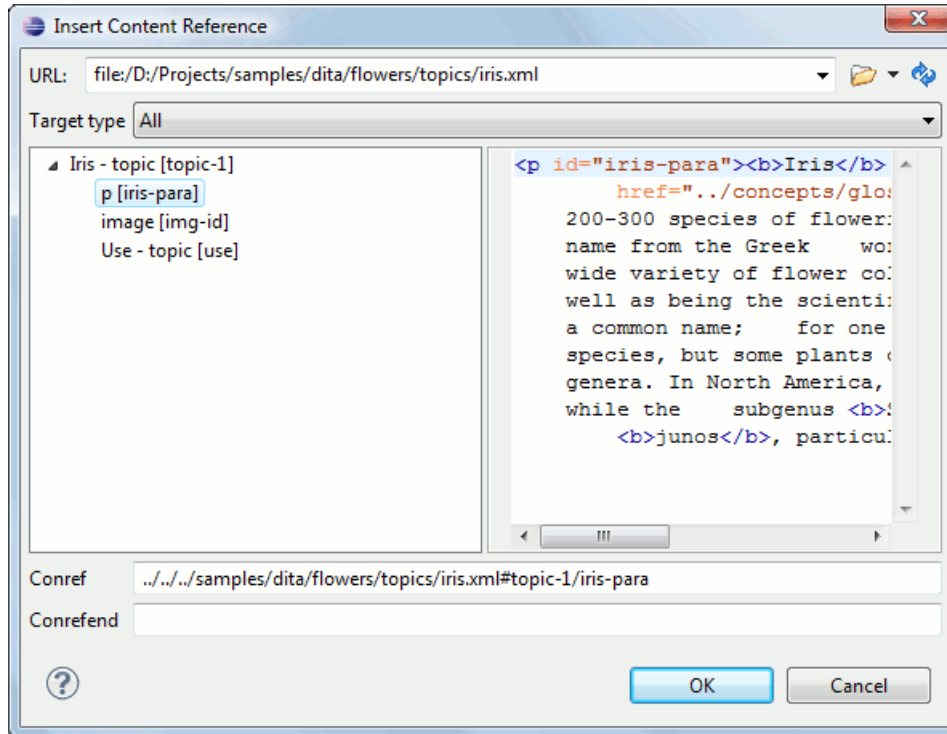 Insert Content Reference
URL: file:/D:/Projects/samples/dita/flowers/topics/iris.xml
Target type All
Iris - topic [topic-1]
p [iris-para]
image [img-id]
Use - topic [use]
<p id="iris-para"><b>Iris</b>
href="../concepts/glos
200-300 species of flower
name from the Greek wo
wide variety of flower co
well as being the scienti
a common name; for one
species, but some plants
genera. In North America,
while the subgenus <b>
<b>junos</b>, particu
Conref ../../../samples/dita/flowers/topics/iris.xml#topic-1/iris-para
Conrefend
OK Cancel